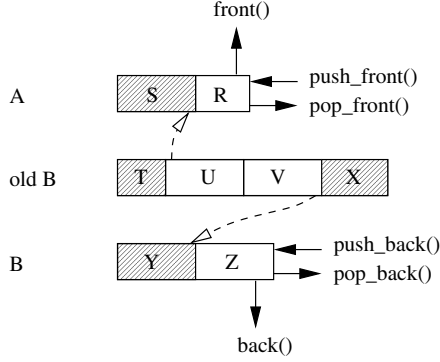 front()
push_front()
A S R
pop_front()
old B T U V X
push_back()
B Y Z
pop_back()
back()